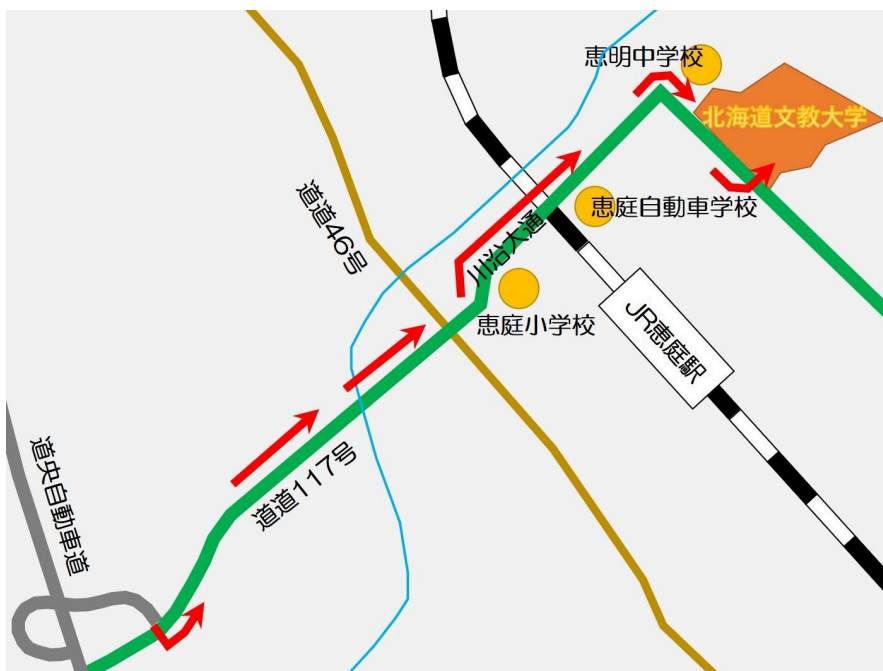 恵明中学校
北海道文教大学
道道46号
恵庭自動車学校
川沿大通
恵庭小学校
JR恵庭駅
道道117号
道央自動車道